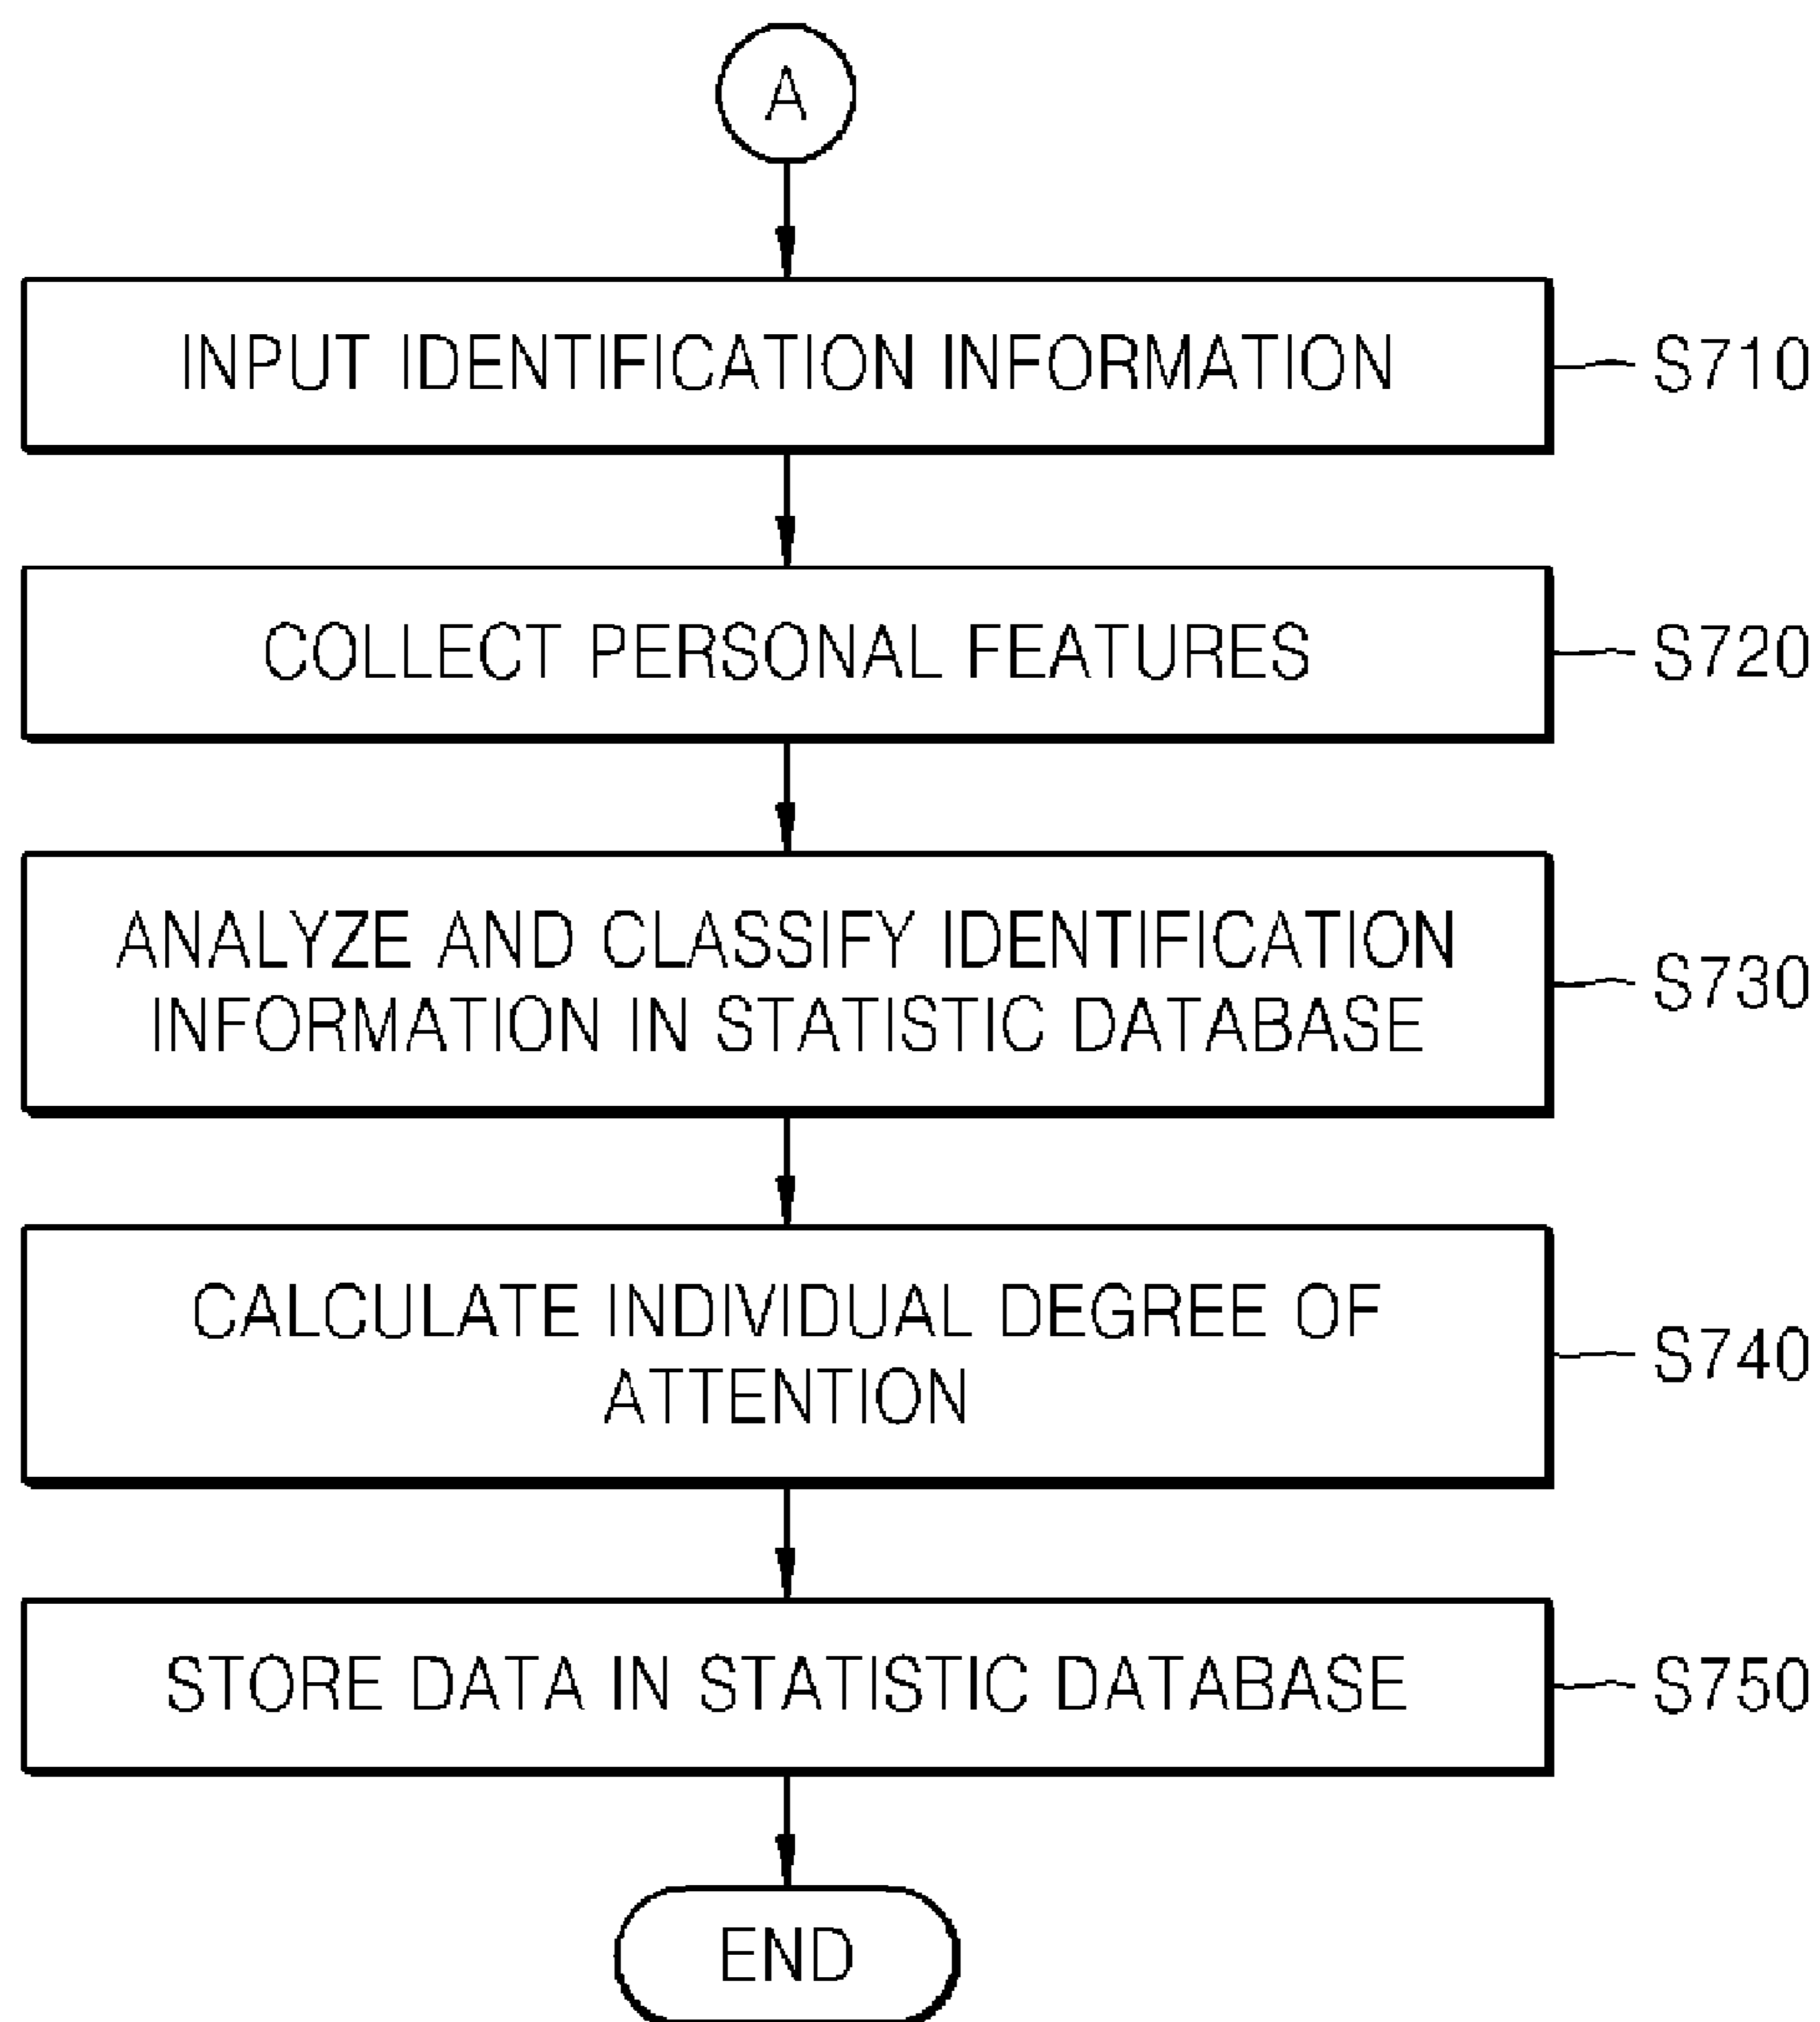 A
INPUT IDENTIFICATION INFORMATION
S710
COLLECT PERSONAL FEATURES
S720
ANALYZE AND CLASSIFY IDENTIFICATION
INFORMATION IN STATISTIC DATABASE
S730
CALCULATE INDIVIDUAL DEGREE OF
ATTENTION
S740
STORE DATA IN STATISTIC DATABASE
S750
END